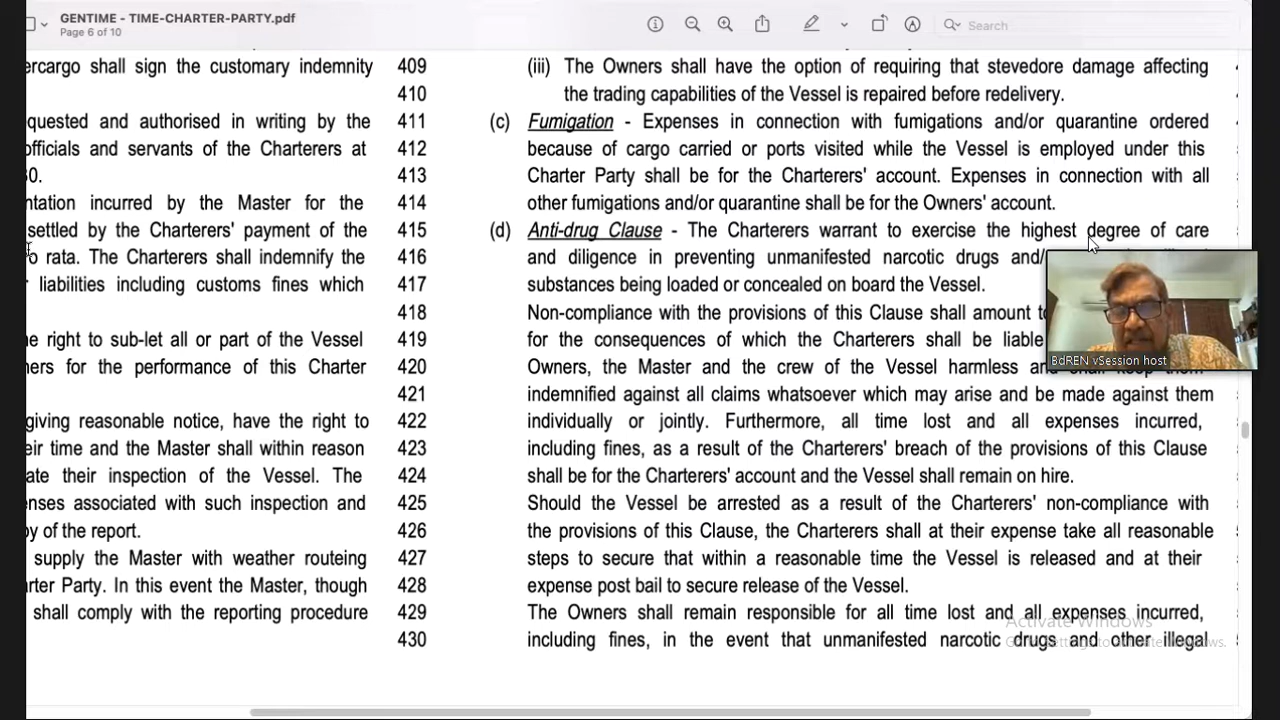 GENTIME - TIME-CHARTER-PARTY.pdf
Page 6 of 10
Search
ercargo shall sign the customary indemnity 409
410
quested and authorised in writing by the 411
officials and servants of the Charterers at 412
30. 413
ntation incurred by the Master for the 414
settled by the Charterers' payment of the 415
o rata. The Charterers shall indemnify the 416
liabilities including customs fines which 417
418
e right to sub-let all or part of the Vessel 419
ners for the performance of this Charter 420
421
giving reasonable notice, have the right to 422
eir time and the Master shall within reason 423
ate their inspection of the Vessel. The 424
enses associated with such inspection and 425
y of the report. 426
supply the Master with weather routeing 427
rter Party. In this event the Master, though 428
shall comply with the reporting procedure 429
430
(iii) The Owners shall have the option of requiring that stevedore damage affecting
the trading capabilities of the Vessel is repaired before redelivery.
(c) Fumigation - Expenses in connection with fumigations and/or quarantine ordered
because of cargo carried or ports visited while the Vessel is employed under this
Charter Party shall be for the Charterers' account. Expenses in connection with all
other fumigations and/or quarantine shall be for the Owners' account.
(d) Anti-drug Clause - The Charterers warrant to exercise the highest degree of care
and diligence in preventing unmanifested narcotic drugs and/
substances being loaded or concealed on board the Vessel.
Non-compliance with the provisions of this Clause shall amount to
for the consequences of which the Charterers shall be liable
Owners, the Master and the crew of the Vessel harmless and shall keep them
indemnified against all claims whatsoever which may arise and be made against them
individually or jointly. Furthermore, all time lost and all expenses incurred,
including fines, as a result of the Charterers' breach of the provisions of this Clause
shall be for the Charterers' account and the Vessel shall remain on hire.
Should the Vessel be arrested as a result of the Charterers' non-compliance with
the provisions of this Clause, the Charterers shall at their expense take all reasonable
steps to secure that within a reasonable time the Vessel is released and at their
expense post bail to secure release of the Vessel.
The Owners shall remain responsible for all time lost and all expenses incurred,
including fines, in the event that unmanifested narcotic drugs and other illegal
BdREN vSession host
Activate Windows
Go to Settings to activate Windows.